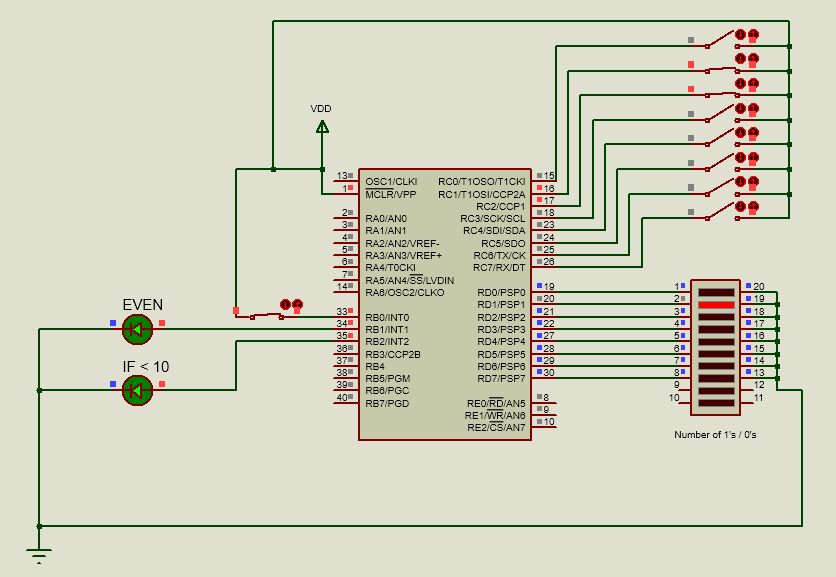 VDD
13 OSC1/CLKI RC0/T1OSO/T1CKI 15
1 MCLR/VPP RC1/T1OSI/CCP2A 16
RC2/CCP1 17
2 RA0/AN0 RC3/SCK/SCL 18
3 RA1/AN1 RC4/SDI/SDA 23
4 RA2/AN2/VREF- RC5/SDO 24
5 RA3/AN3/VREF+ RC6/TX/CK 25
6 RA4/T0CKI RC7/RX/DT 26
7 RA5/AN4/SS/LVDIN
14 RA6/OSC2/CLKO RD0/PSP0 19 1 20
RD1/PSP1 20 2 19
EVEN
33 RB0/INT0 RD2/PSP2 21 3 18
34 RB1/INT1 RD3/PSP3 22 4 17
35 RB2/INT2 RD4/PSP4 27 5 16
36 RB3/CCP2B RD5/PSP5 28 6 15
IF < 10
37 RB4 RD6/PSP6 29 7 14
38 RB5/PGM RD7/PSP7 30 8 13
39 RB6/PGC 9 12
40 RB7/PGD RE0/RD/AN5 8 10 11
RE1/WR/AN6 9
RE2/CS/AN7 10
Number of 1's / 0's